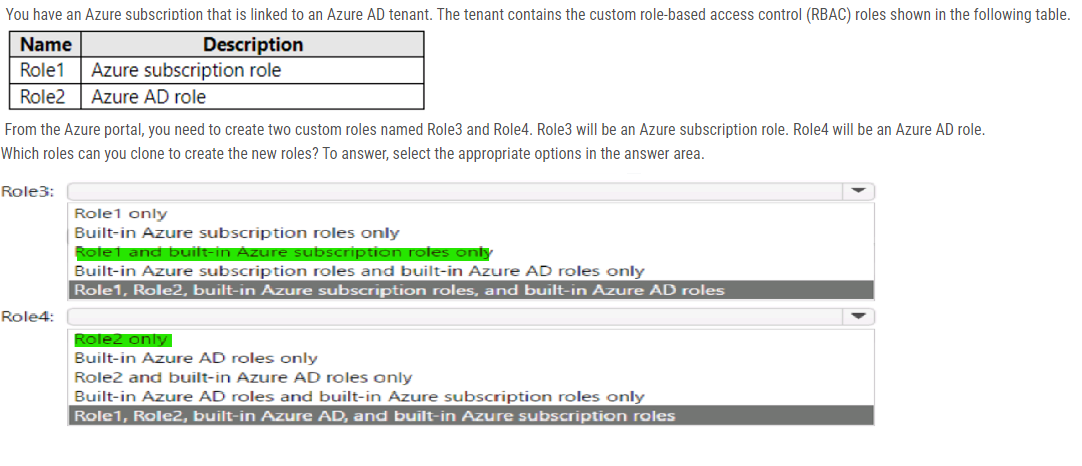 You have an Azure subscription that is linked to an Azure AD tenant. The tenant contains the custom role-based access control (RBAC) roles shown in the following table.
Name Description
Role1 Azure subscription role
Role2 Azure AD role
From the Azure portal, you need to create two custom roles named Role3 and Role4. Role3 will be an Azure subscription role. Role4 will be an Azure AD role.
Which roles can you clone to create the new roles? To answer, select the appropriate options in the answer area.
Role3:
Role1 only
Built-in Azure subscription roles only
Role1 and built-in Azure subscription roles only
Built-in Azure subscription roles and built-in Azure AD roles only
Role1, Role2, built-in Azure subscription roles, and built-in Azure AD roles
Role4:
Role2 only
Built-in Azure AD roles only
Role2 and built-in Azure AD roles only
Built-in Azure AD roles and built-in Azure subscription roles only
Role1, Role2, built-in Azure AD, and built-in Azure subscription roles